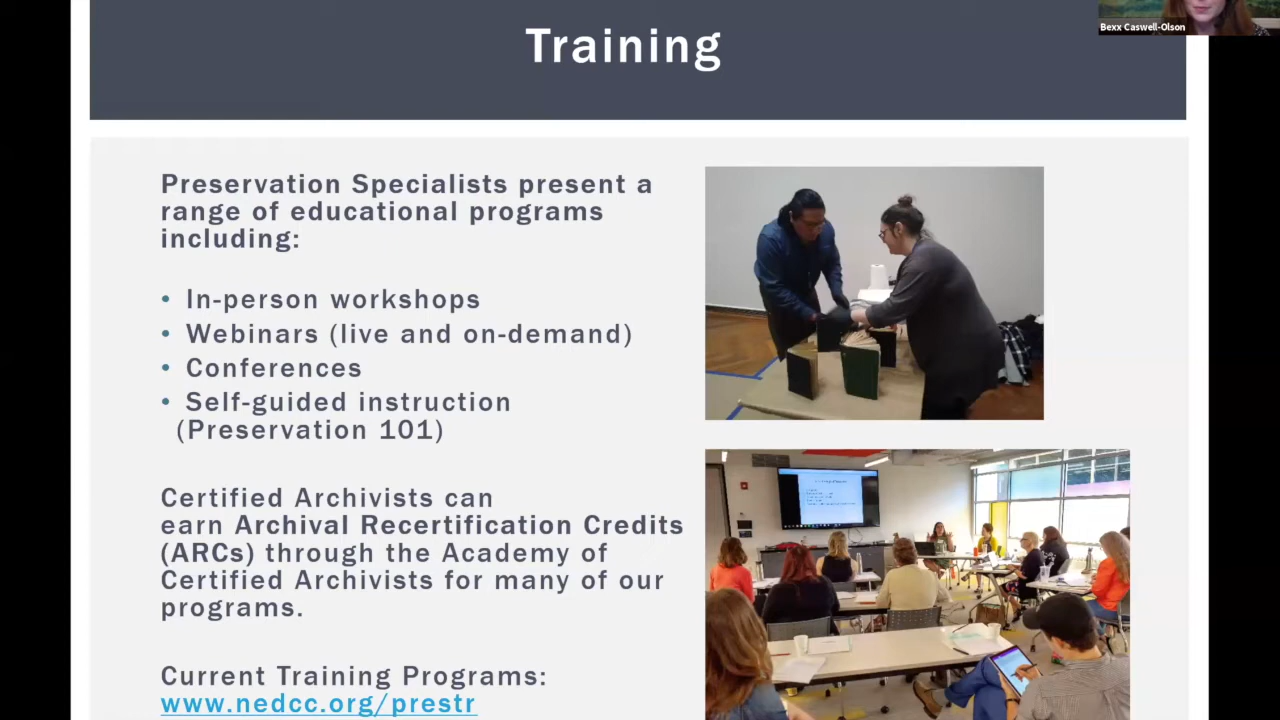 Training
Bexx Caswell-Olson
Preservation Specialists present a
range of educational programs
including:
• In-person workshops
• Webinars (live and on-demand)
• Conferences
• Self-guided instruction
(Preservation 101)
Certified Archivists can
earn Archival Recertification Credits
(ARCs) through the Academy of
Certified Archivists for many of our
programs.
Current Training Programs:
www.nedcc.org/prestr